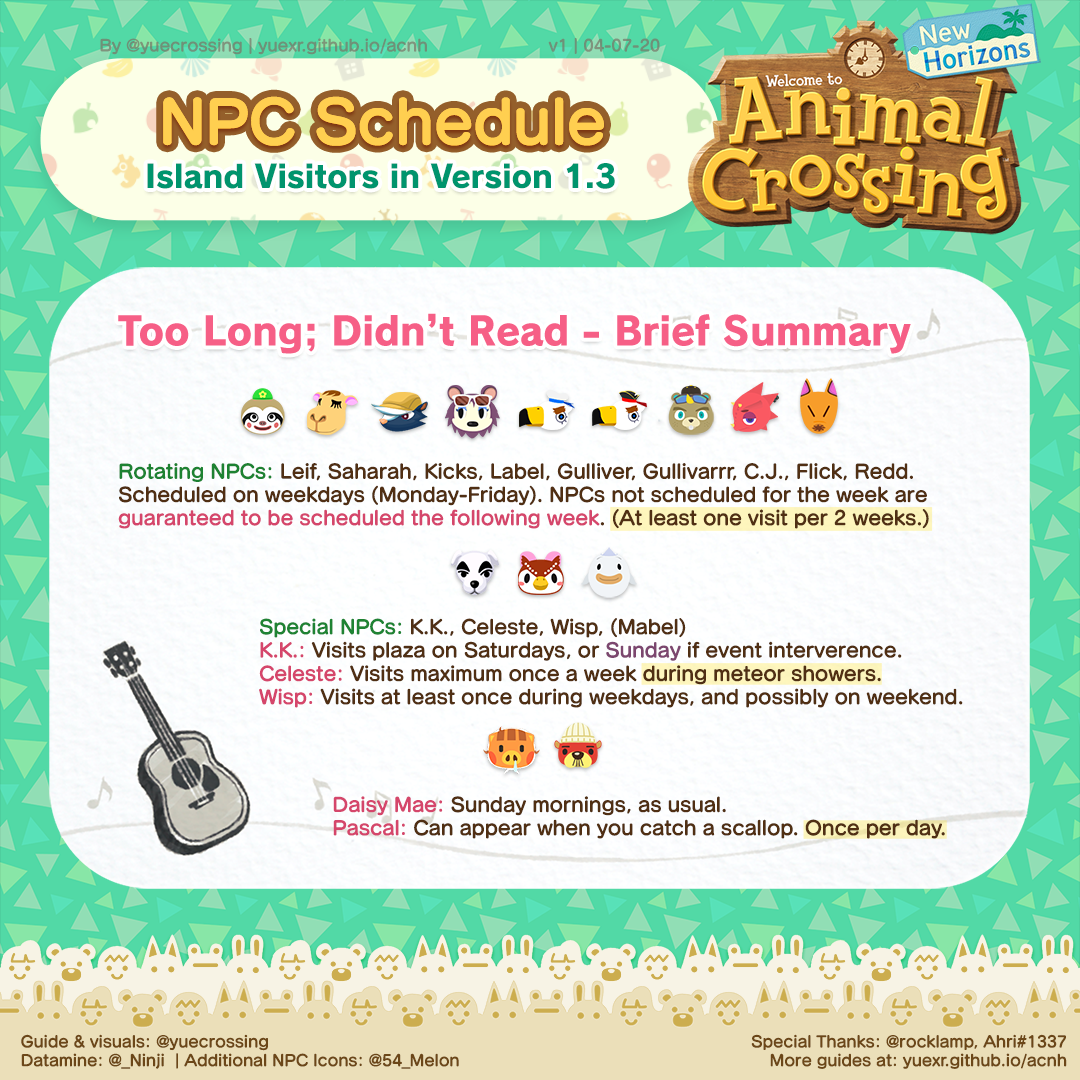 By @yuecrossing | yuexr.github.io/acnh
v1 | 04-07-20
New
Horizons
Welcome to
Animal
Crossing
NPC Schedule
Island Visitors in Version 1.3
Too Long; Didn't Read - Brief Summary
Rotating NPCs: Leif, Saharah, Kicks, Label, Gulliver, Gullivarrr, C.J., Flick, Redd.
Scheduled on weekdays (Monday-Friday). NPCs not scheduled for the week are
guaranteed to be scheduled the following week. (At least one visit per 2 weeks.)
Special NPCs: K.K., Celeste, Wisp, (Mabel)
K.K.: Visits plaza on Saturdays, or Sunday if event interverence.
Celeste: Visits maximum once a week during meteor showers.
Wisp: Visits at least once during weekdays, and possibly on weekend.
Daisy Mae: Sunday mornings, as usual.
Pascal: Can appear when you catch a scallop. Once per day.
Guide & visuals: @yuecrossing
Datamine: @_Ninji | Additional NPC Icons: @54_Melon
Special Thanks: @rocklamp, Ahri#1337
More guides at: yuexr.github.io/acnh